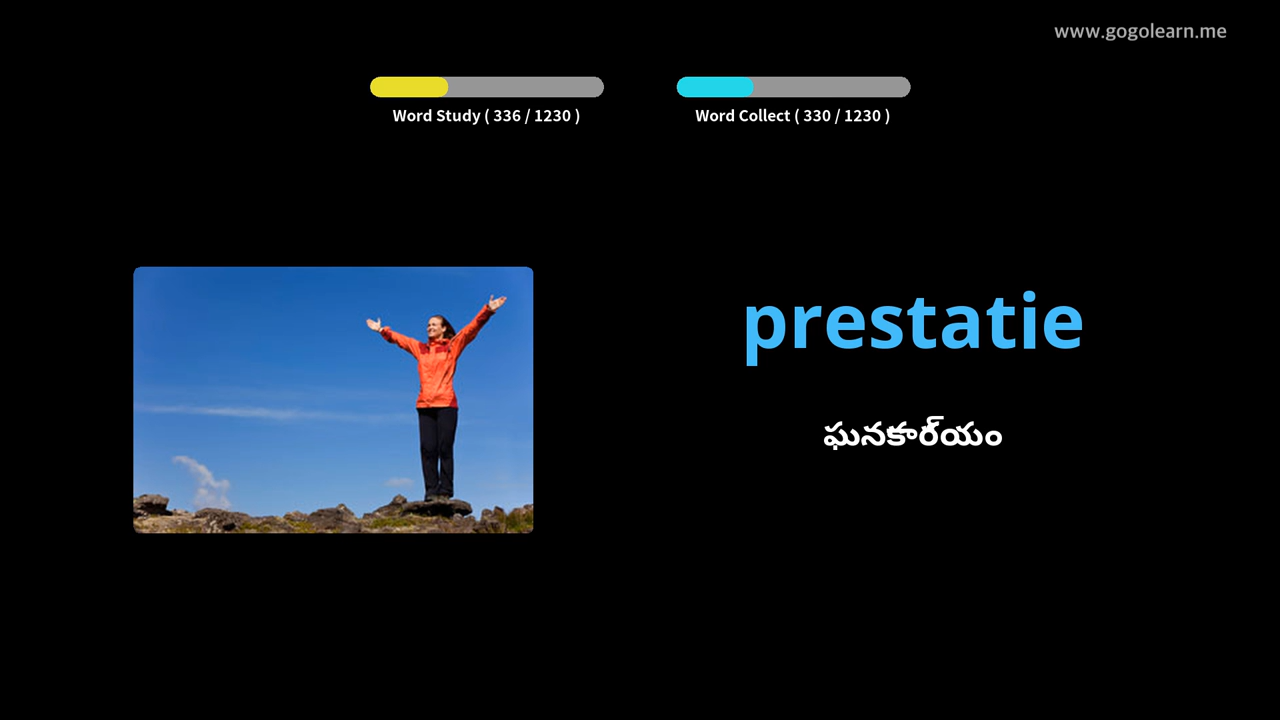 www.gogolearn.me
Word Study ( 336 / 1230 )
Word Collect ( 330 / 1230 )
prestatie
ఘనకార్యం